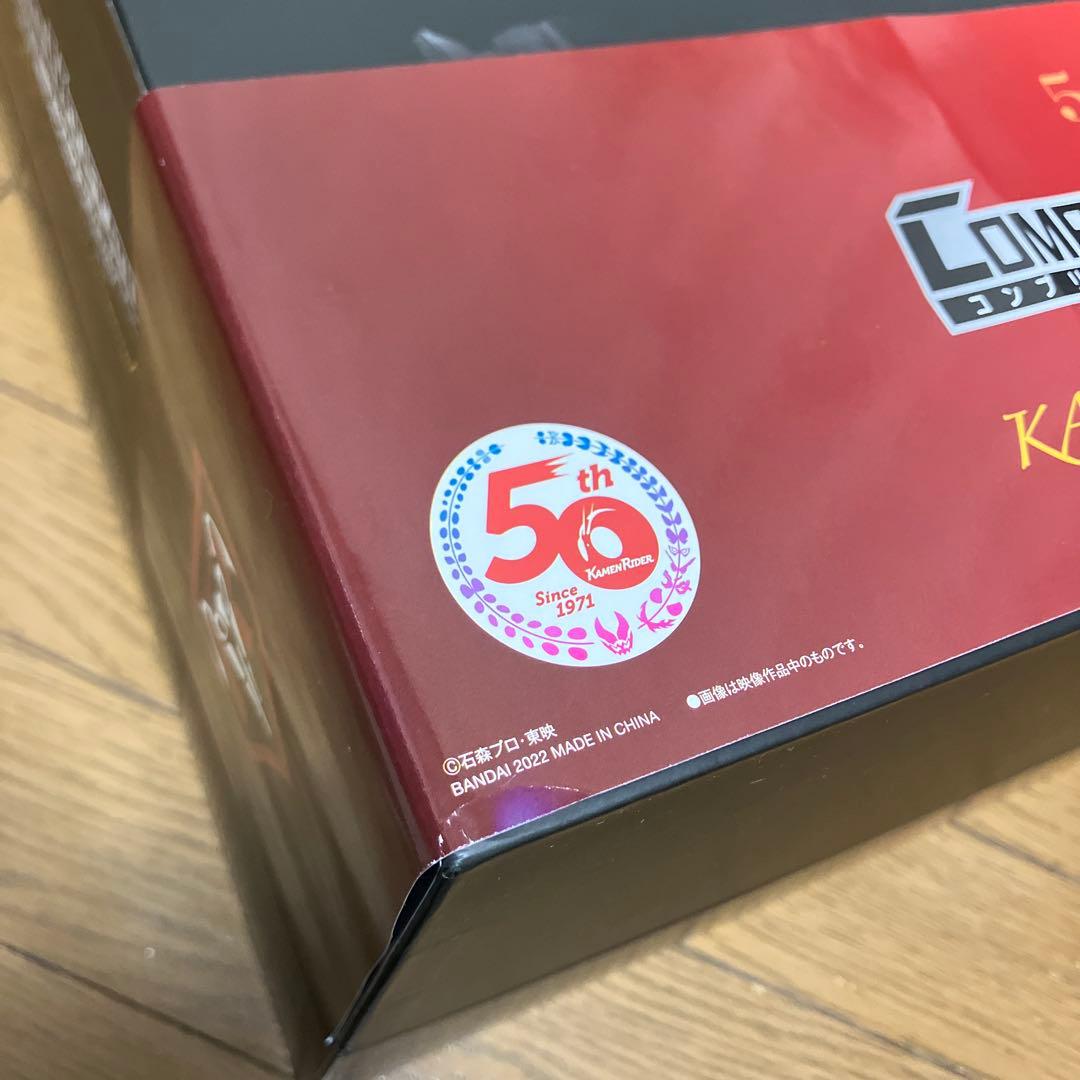 5
COMP
コンプリ
KA
50th
KAMEN RIDER
Since
1971
●画像は映像作品中のものです。
©石森プロ・東映
BANDAI 2022 MADE IN CHINA